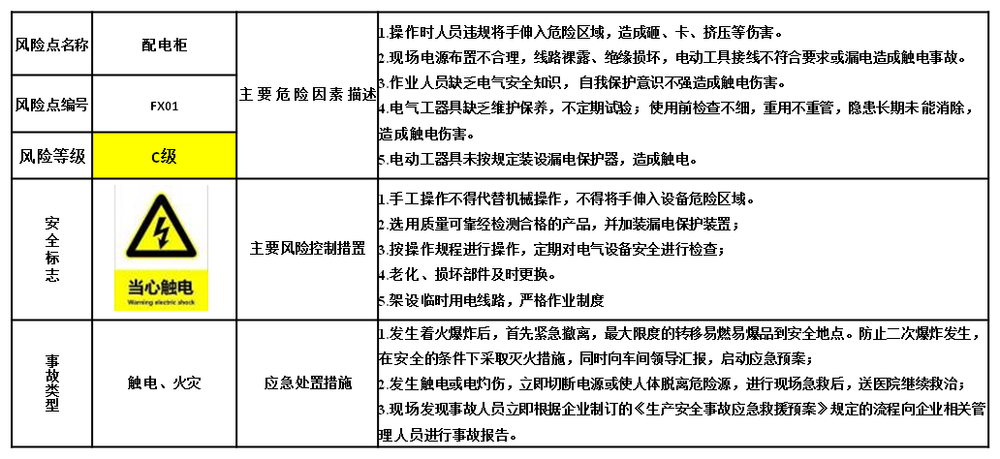 风险点名称
配电柜
风险点编号
FX01
风险等级
C级
主要危险因素描述
1.操作时人员违规将手伸入危险区域，造成砸、卡、挤压等伤害。
2.现场电源布置不合理，线路裸露、绝缘损坏，电动工具接线不符合要求或漏电造成触电事故。
3.作业人员缺乏电气安全知识，自我保护意识不强造成触电伤害。
4.电气工器具缺乏维护保养，不定期试验；使用前检查不细，重用不重管，隐患长期未能消除，
造成触电伤害。
5.电动工器具未按规定装设漏电保护器，造成触电。
安
全
标
志
当心触电
Warning electric shock
主要风险控制措置
1.手工操作不得代替机械操作，不得将手伸入设备危险区域。
2.选用质量可靠经检测合格的产品，并加装漏电保护装置；
3.按操作规程进行操作，定期对电气设备安全进行检查；
4.老化、损坏部件及时更换。
5.架设临时用电线路，严格作业制度
事
故
类
型
触电、火灾
应急处置措施
1.发生着火爆炸后，首先紧急撤离，最大限度的转移易燃易爆品到安全地点。防止二次爆炸发生，
在安全的条件下采取灭火措施，同时向车间领导汇报，启动应急预案；
2.发生触电或电灼伤，立即切断电源或使人体脱离危险源，进行现场急救后，送医院继续救治；
3.现场发现事故人员立即根据企业制订的《生产安全事故应急救援预案》规定的流程向企业相关管
理人员进行事故报告。